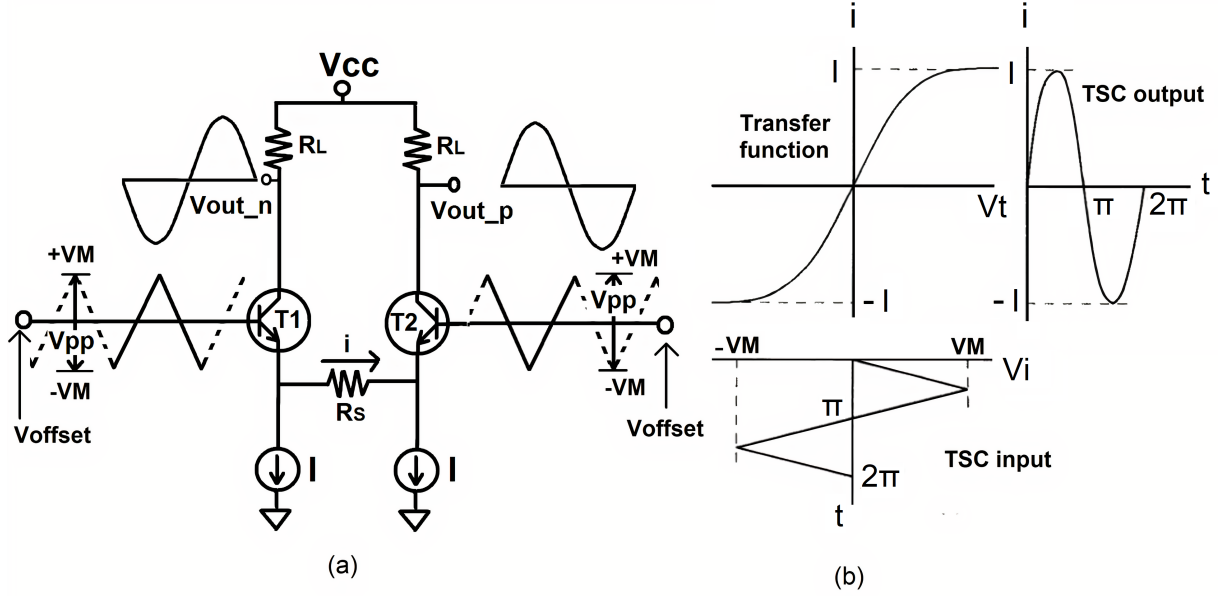 Vcc
RL
RL
Vout_n
Vout_p
+VM
Vpp
-VM
Voffset
T1
T2
i
Rs
+VM
Vpp
-VM
Voffset
I
I
(a)
i
I
Transfer
function
Vt
- I
i
I
TSC output
t
π
2π
-I
-VM
VM
Vi
π
TSC input
2π
t
(b)